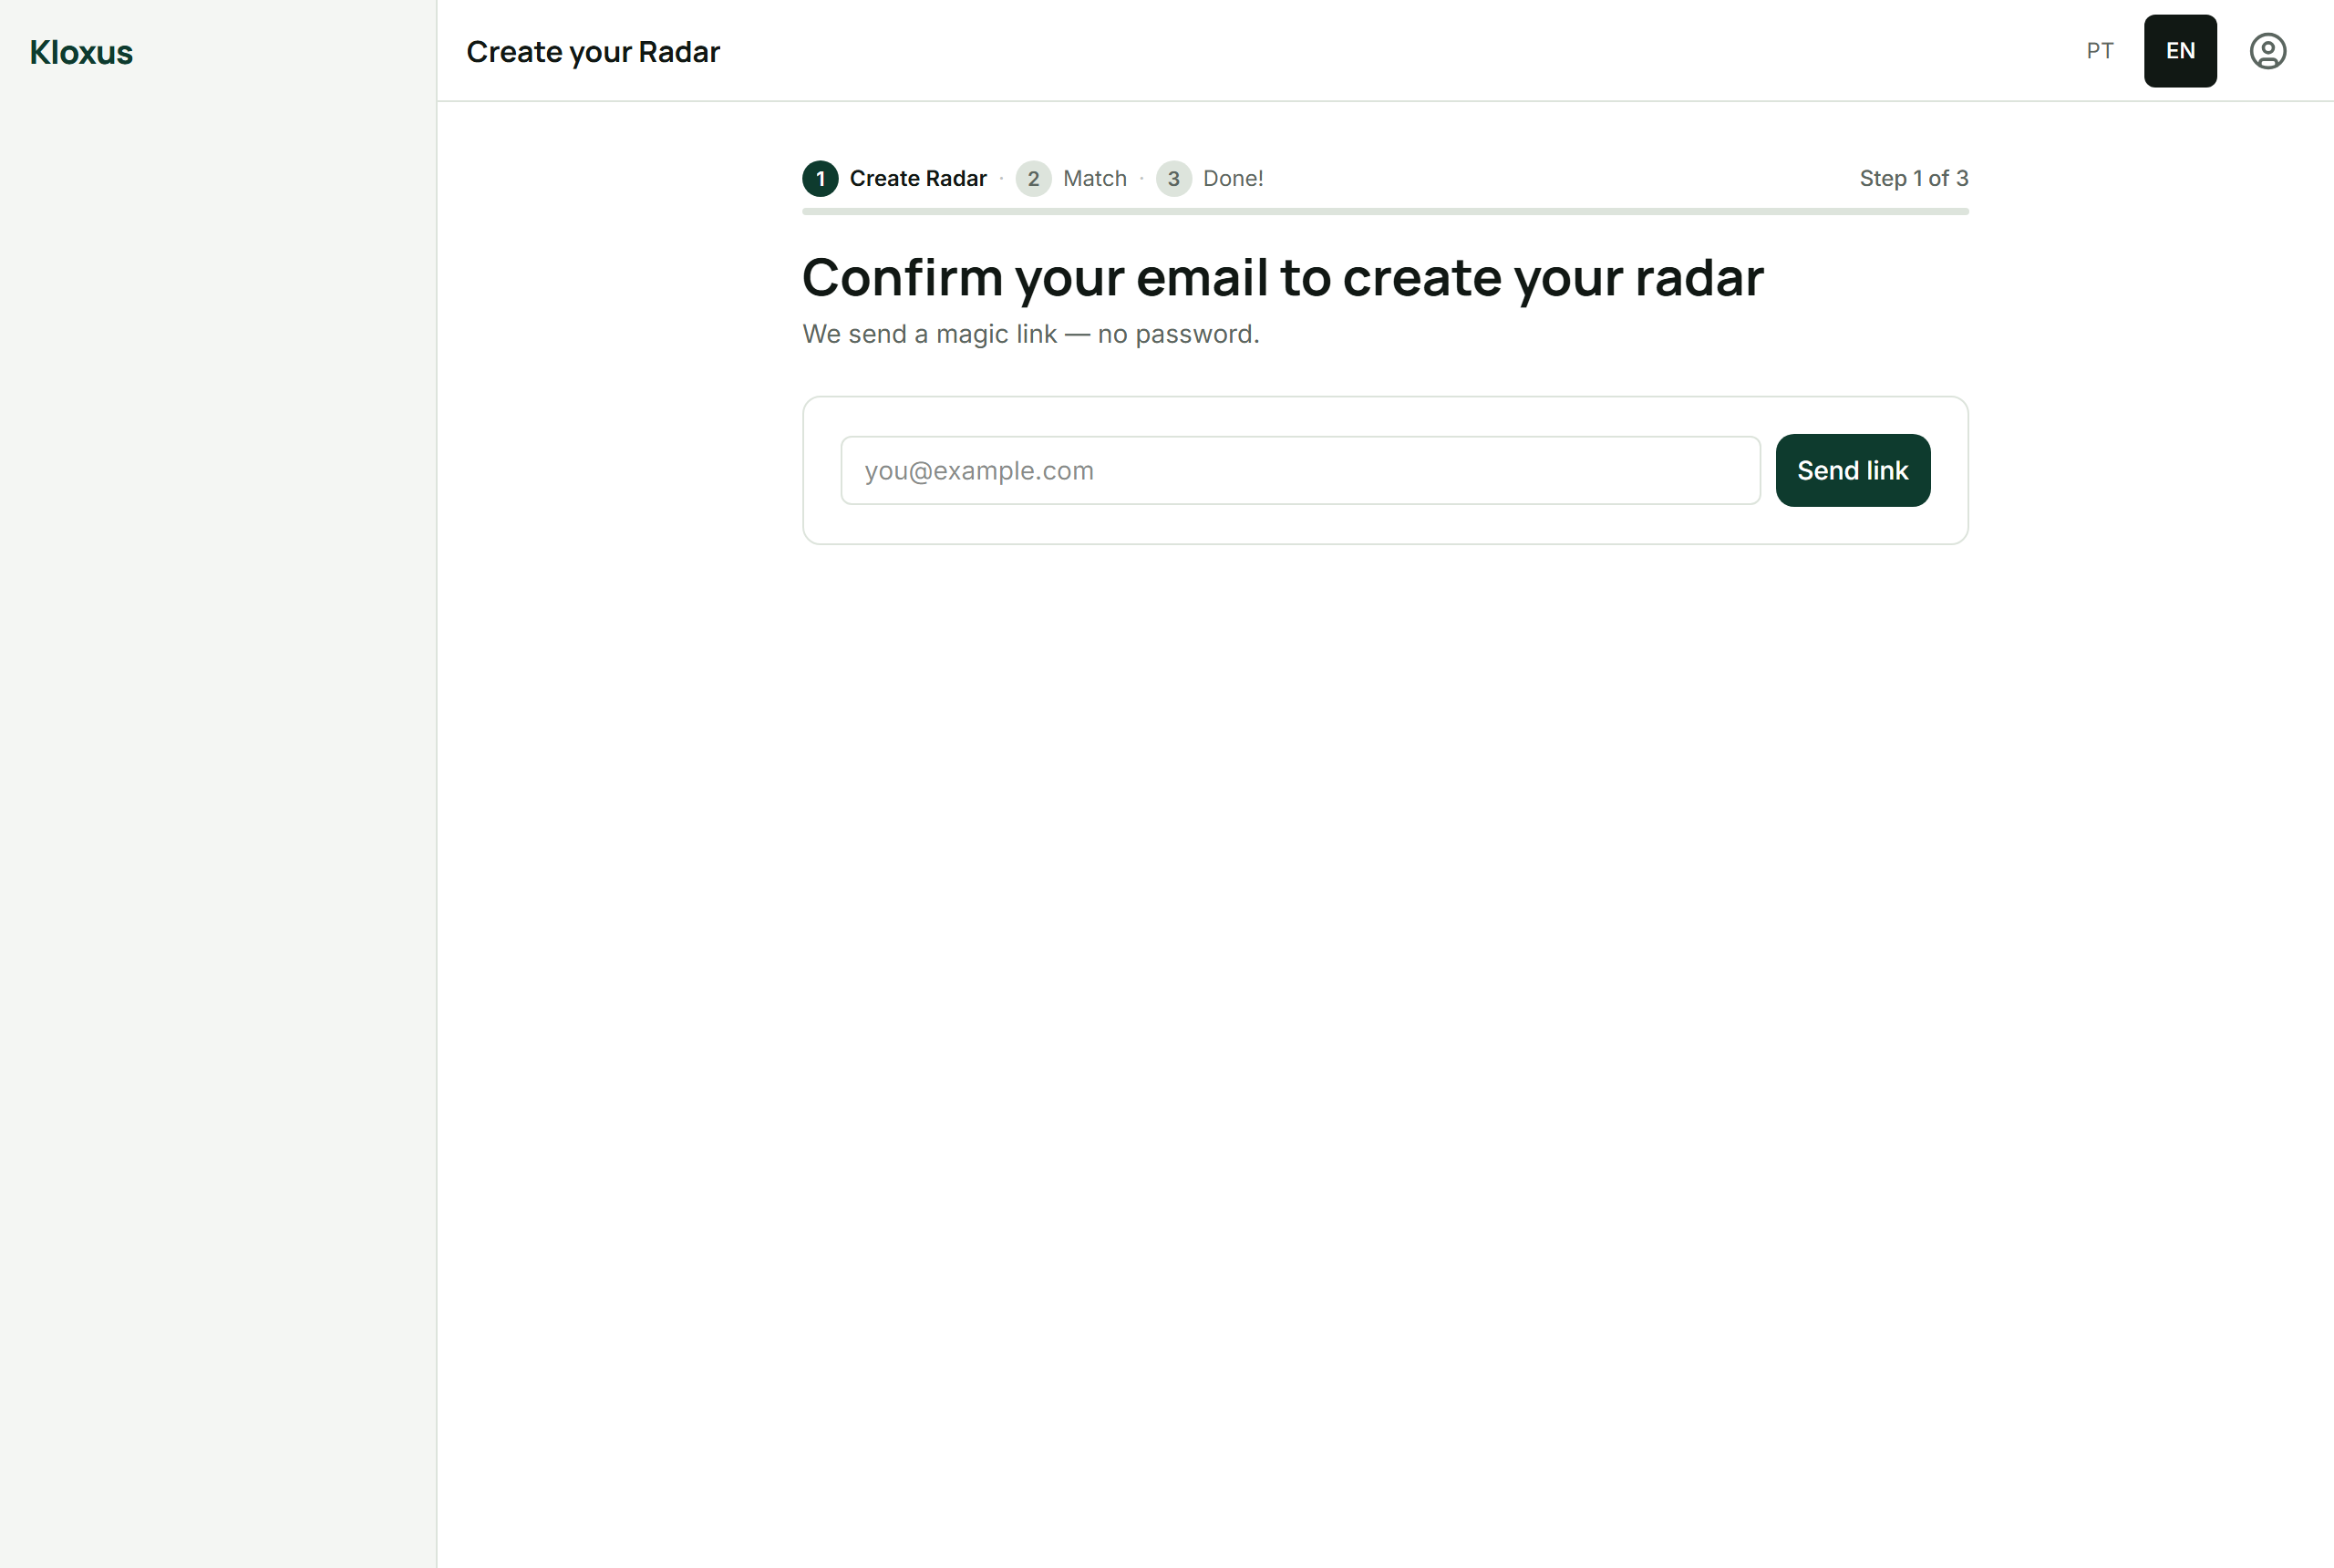 Kloxus
Create your Radar
PT
EN
1 Create Radar · 2 Match · 3 Done!
Step 1 of 3
Confirm your email to create your radar
We send a magic link — no password.
you@example.com
Send link